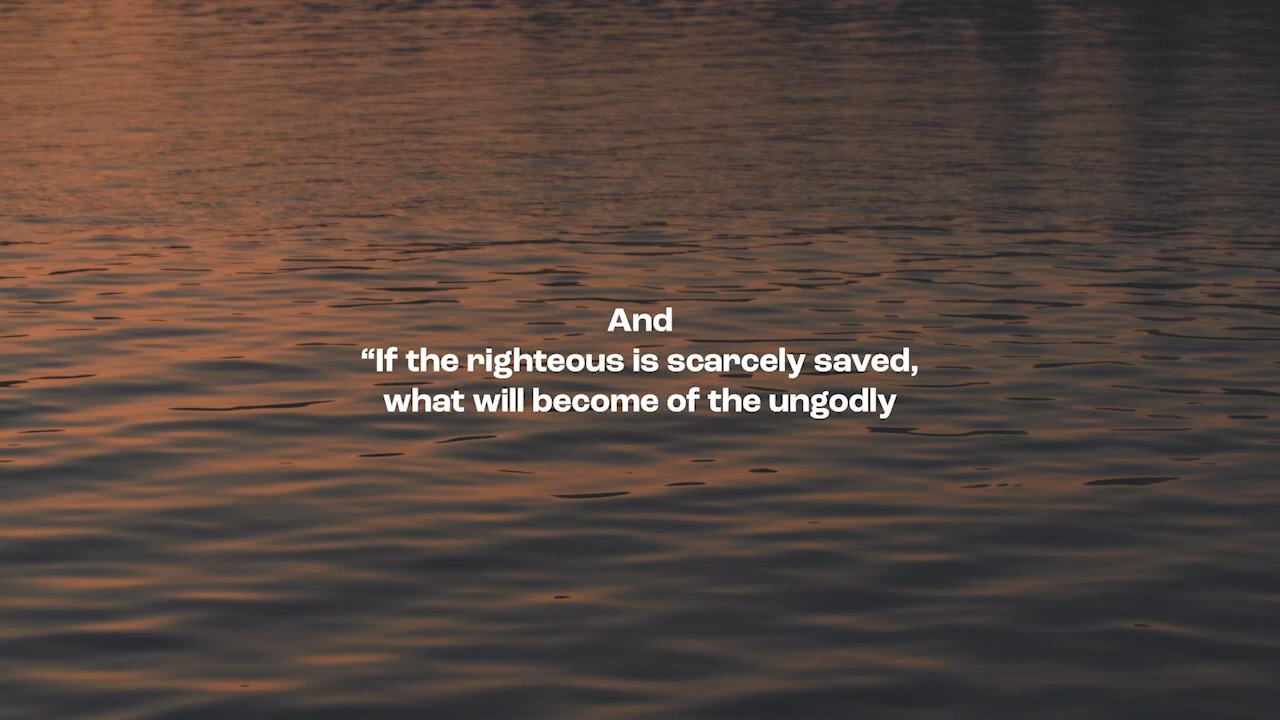 And
“If the righteous is scarcely saved,
what will become of the ungodly